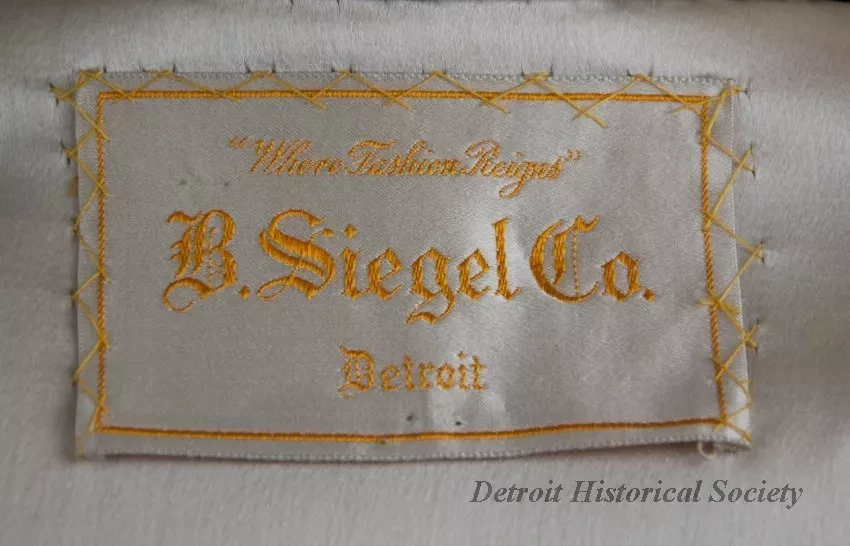 "Where Fashion Reigns"
B. Siegel Co.
Detroit
Detroit Historical Society